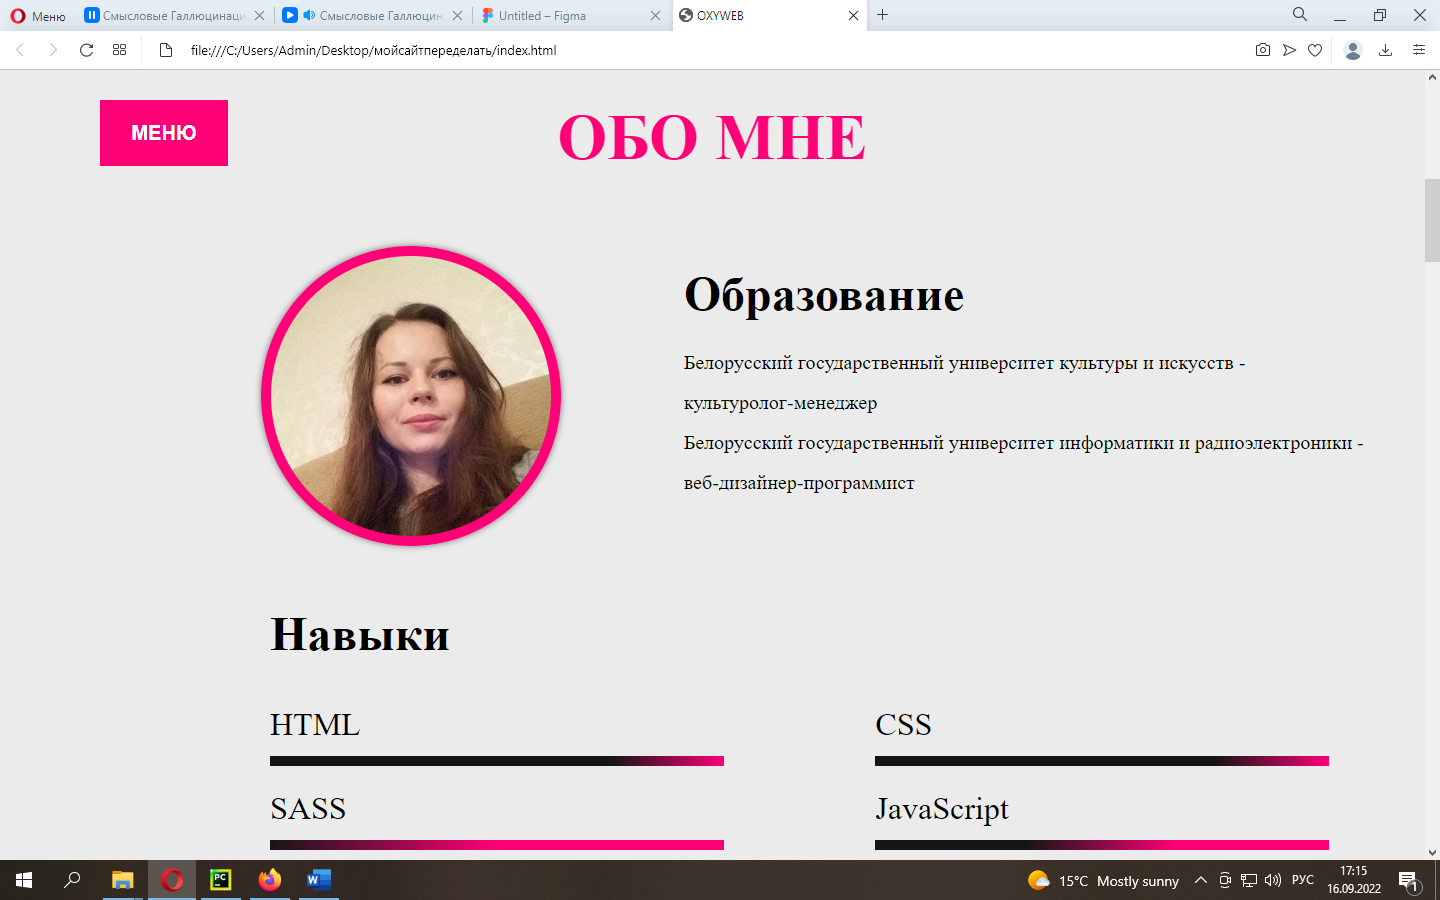 Меню
Смысловые Галлюцинаци
Смысловые Галлюцин
Untitled – Figma
OXYWEB
file:///C:/Users/Admin/Desktop/мойсайтпеределать/index.html
МЕНЮ
ОБО МНЕ
Образование
Белорусский государственный университет культуры и искусств -
культуролог-менеджер
Белорусский государственный университет информатики и радиоэлектроники -
веб-дизайнер-программист
Навыки
HTML
CSS
SASS
JavaScript
PC
W
15°C Mostly sunny
РУС
17:15
16.09.2022
1